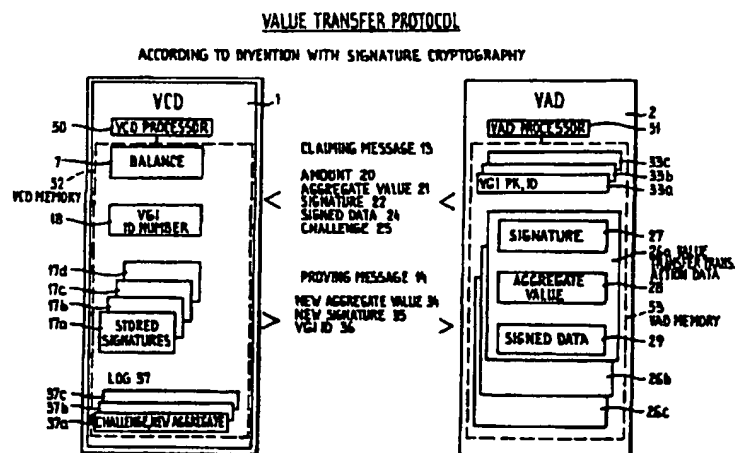 VALUE TRANSFER PROTOCOL
ACCORDING TO INVENTION WITH SIGNATURE CRYPTOGRAPHY
VCD
1
50
VCD PROCESSOR
7
BALANCE
52
VCD MEMORY
18
VGI
ID NUMBER
17d
17c
17b
17a
STORED
SIGNATURES
LOG 37
37c
37b
37a
CHALLENGE, NEW AGGREGATE
CLAIMING MESSAGE 13
AMOUNT 20
AGGREGATE VALUE 21
SIGNATURE 22
SIGNED DATA 24
CHALLENGE 25
PROVING MESSAGE 14
NEW AGGREGATE VALUE 34
NEW SIGNATURE 35
VGI ID 36
VAD
2
VAD PROCESSOR
51
33c
33b
33a
VGI PK, ID
SIGNATURE
27
26a VALUE
TRANSFER TRANS
ACTION DATA
28
AGGREGATE
VALUE
53
VAD MEMORY
SIGNED DATA
29
26b
26c